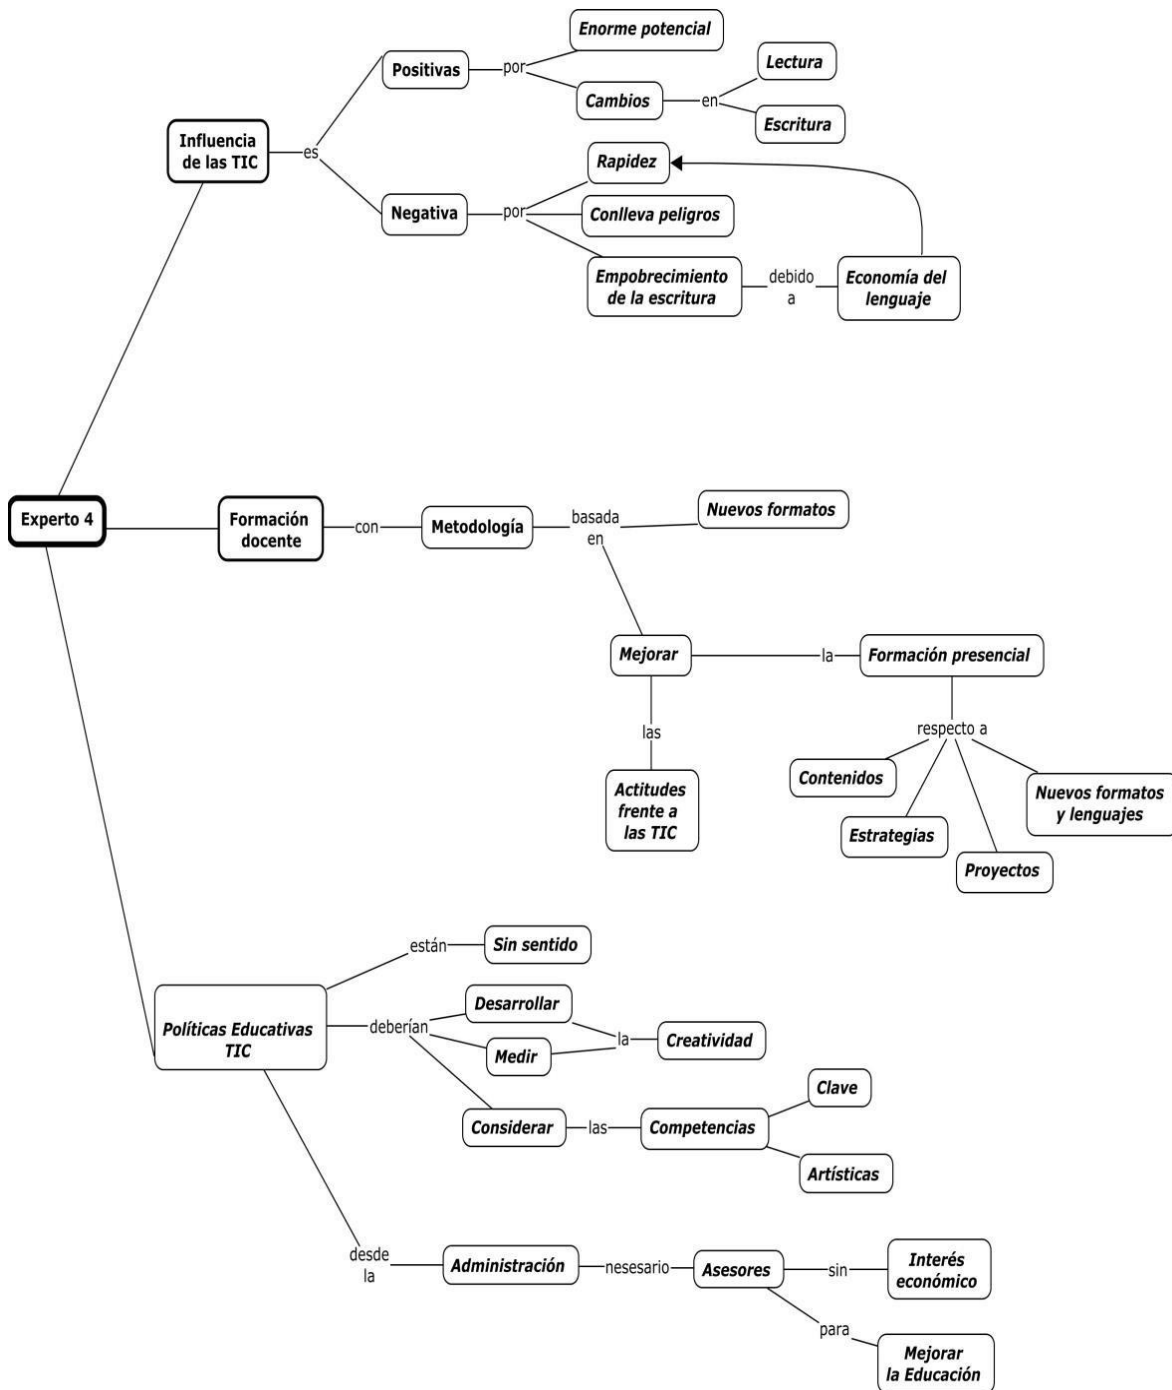 Enorme potencial
Positivas
por
Lectura
Cambios
en
Escritura
Influencia
de las TIC
es
Rapidez
Negativa
por
Conlleva peligros
Empobrecimiento
de la escritura
debido
a
Economía del
lenguaje
Experto 4
Formación
docente
con
Metodología
basada
en
Nuevos formatos
Mejorar
la
Formación presencial
las
respecto a
Actitudes
frente a
las TIC
Contenidos
Estrategias
Proyectos
Nuevos formatos
y lenguajes
están
Sin sentido
Políticas Educativas
TIC
deberían
Desarrollar
Medir
la
Creatividad
Considerar
las
Competencias
Clave
Artísticas
desde
la
Administración
nesesario
Asesores
sin
Interés
económico
para
Mejorar
la Educación